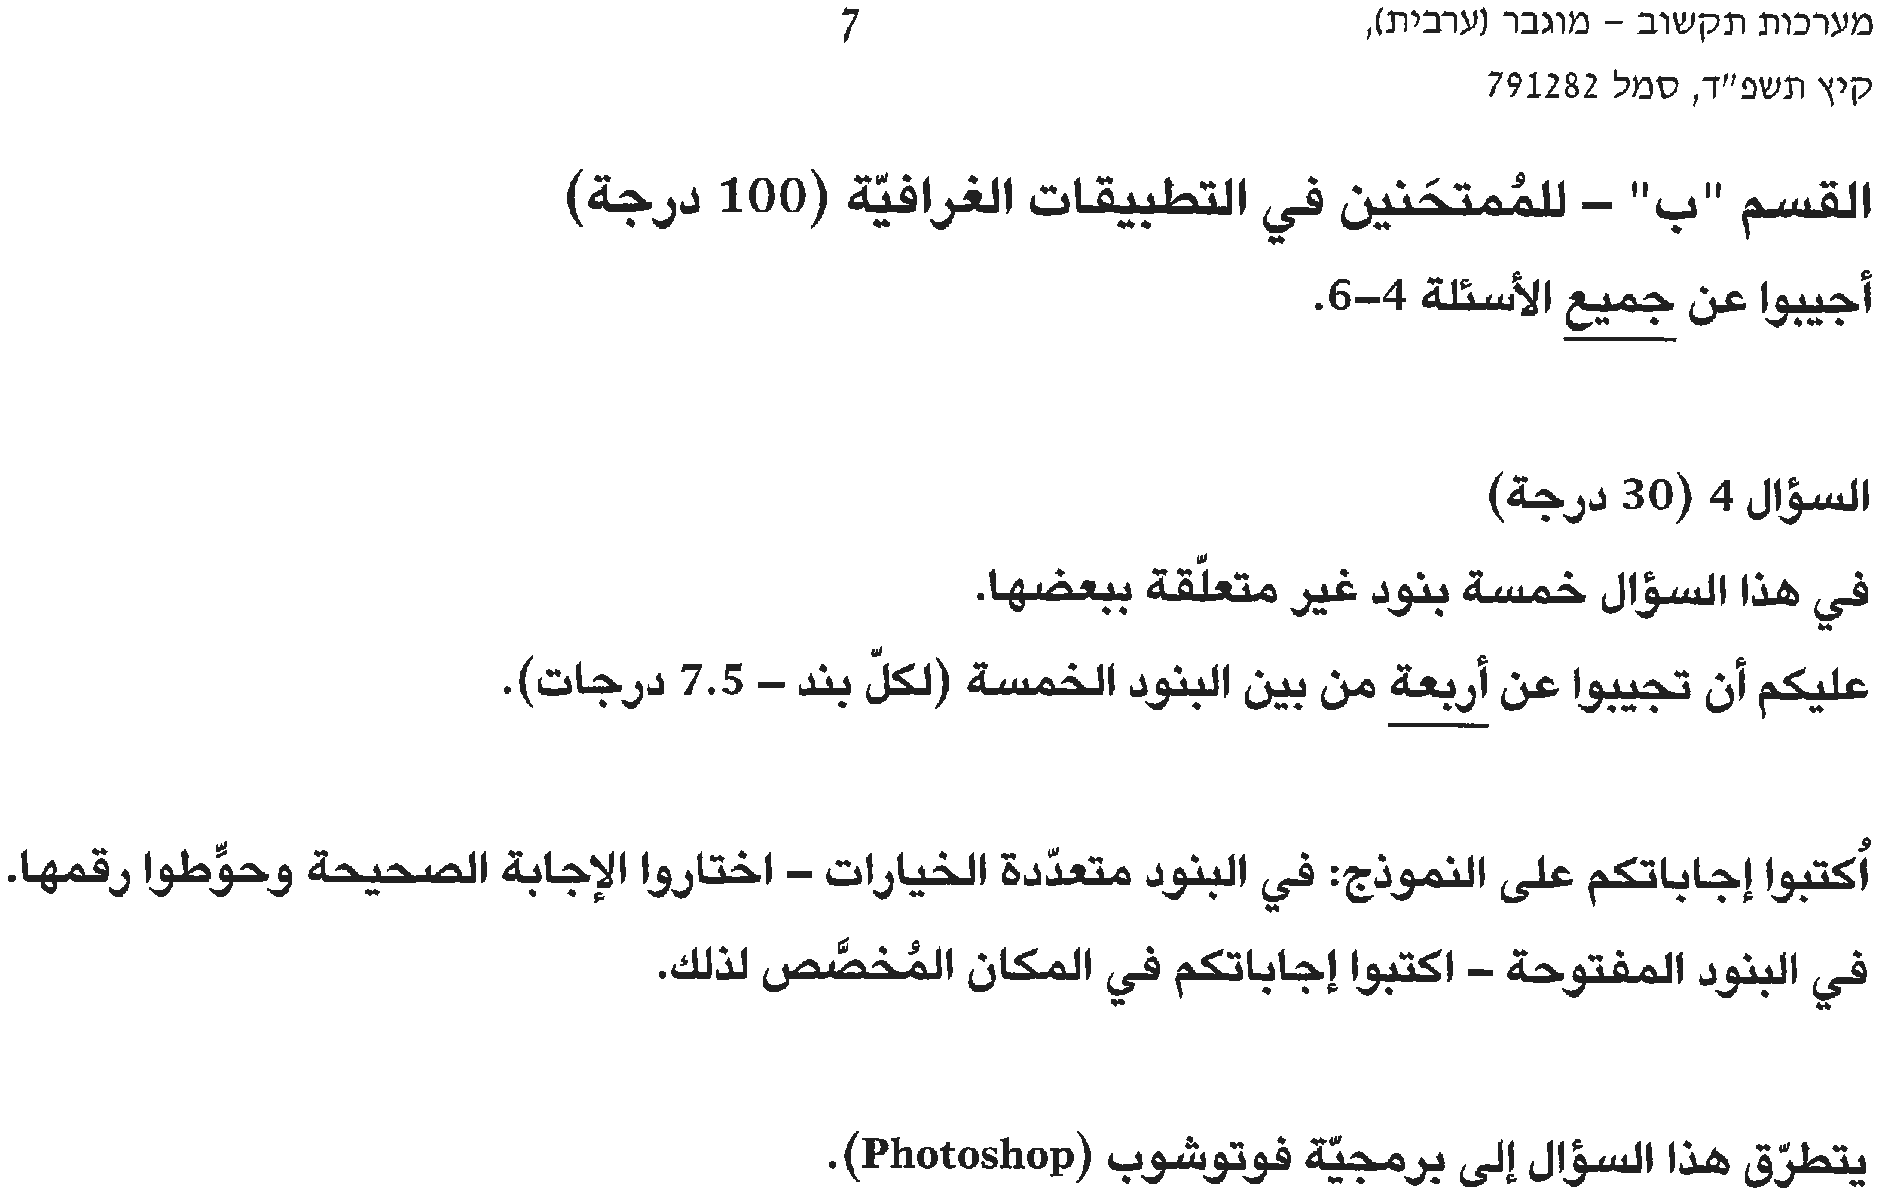 מערכות תקשוב – מוגבר (ערבית),
7
קיץ תשפ"ד, סמל 791282
القسم "ب" – للمُمتحَنين في التطبيقات الغرافيّة (100 درجة)
أجيبوا عن جميع الأسئلة 4–6.
السؤال 4 (30 درجة)
في هذا السؤال خمسة بنود غير متعلّقة ببعضها.
عليكم أن تجيبوا عن أربعة من بين البنود الخمسة (لكلّ بند – 7.5 درجات).
اُكتبوا إجاباتكم على النموذج: في البنود متعدّدة الخيارات – اختاروا الإجابة الصحيحة وحوِّطوا رقمها.
في البنود المفتوحة – اكتبوا إجاباتكم في المكان المُخصَّص لذلك.
يتطرّق هذا السؤال إلى برمجيّة فوتوشوب (Photoshop).